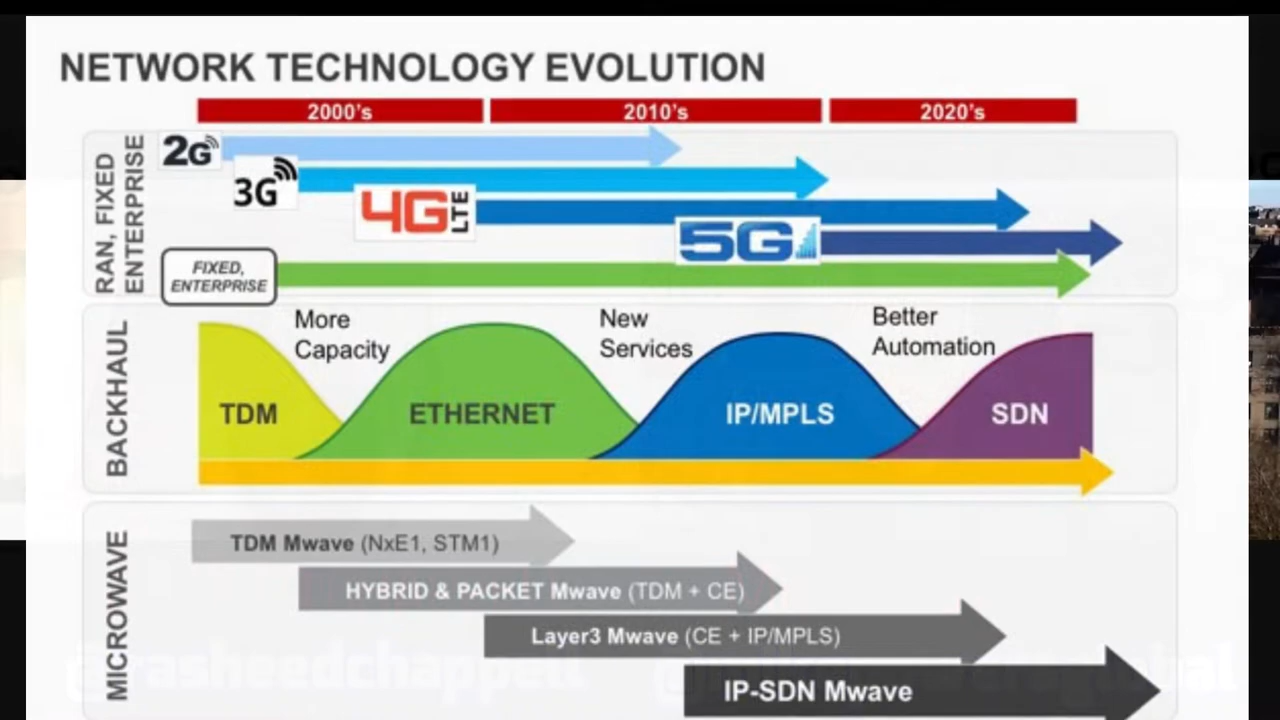 NETWORK TECHNOLOGY EVOLUTION
2000's 2010's 2020's
RAN, FIXED
ENTERPRISE
2G
3G
4G LTE
5G
FIXED,
ENTERPRISE
BACKHAUL
More
Capacity
New
Services
Better
Automation
TDM
ETHERNET
IP/MPLS
SDN
MICROWAVE
TDM Mwave (NxE1, STM1)
HYBRID & PACKET Mwave (TDM + CE)
Layer3 Mwave (CE + IP/MPLS)
IP-SDN Mwave